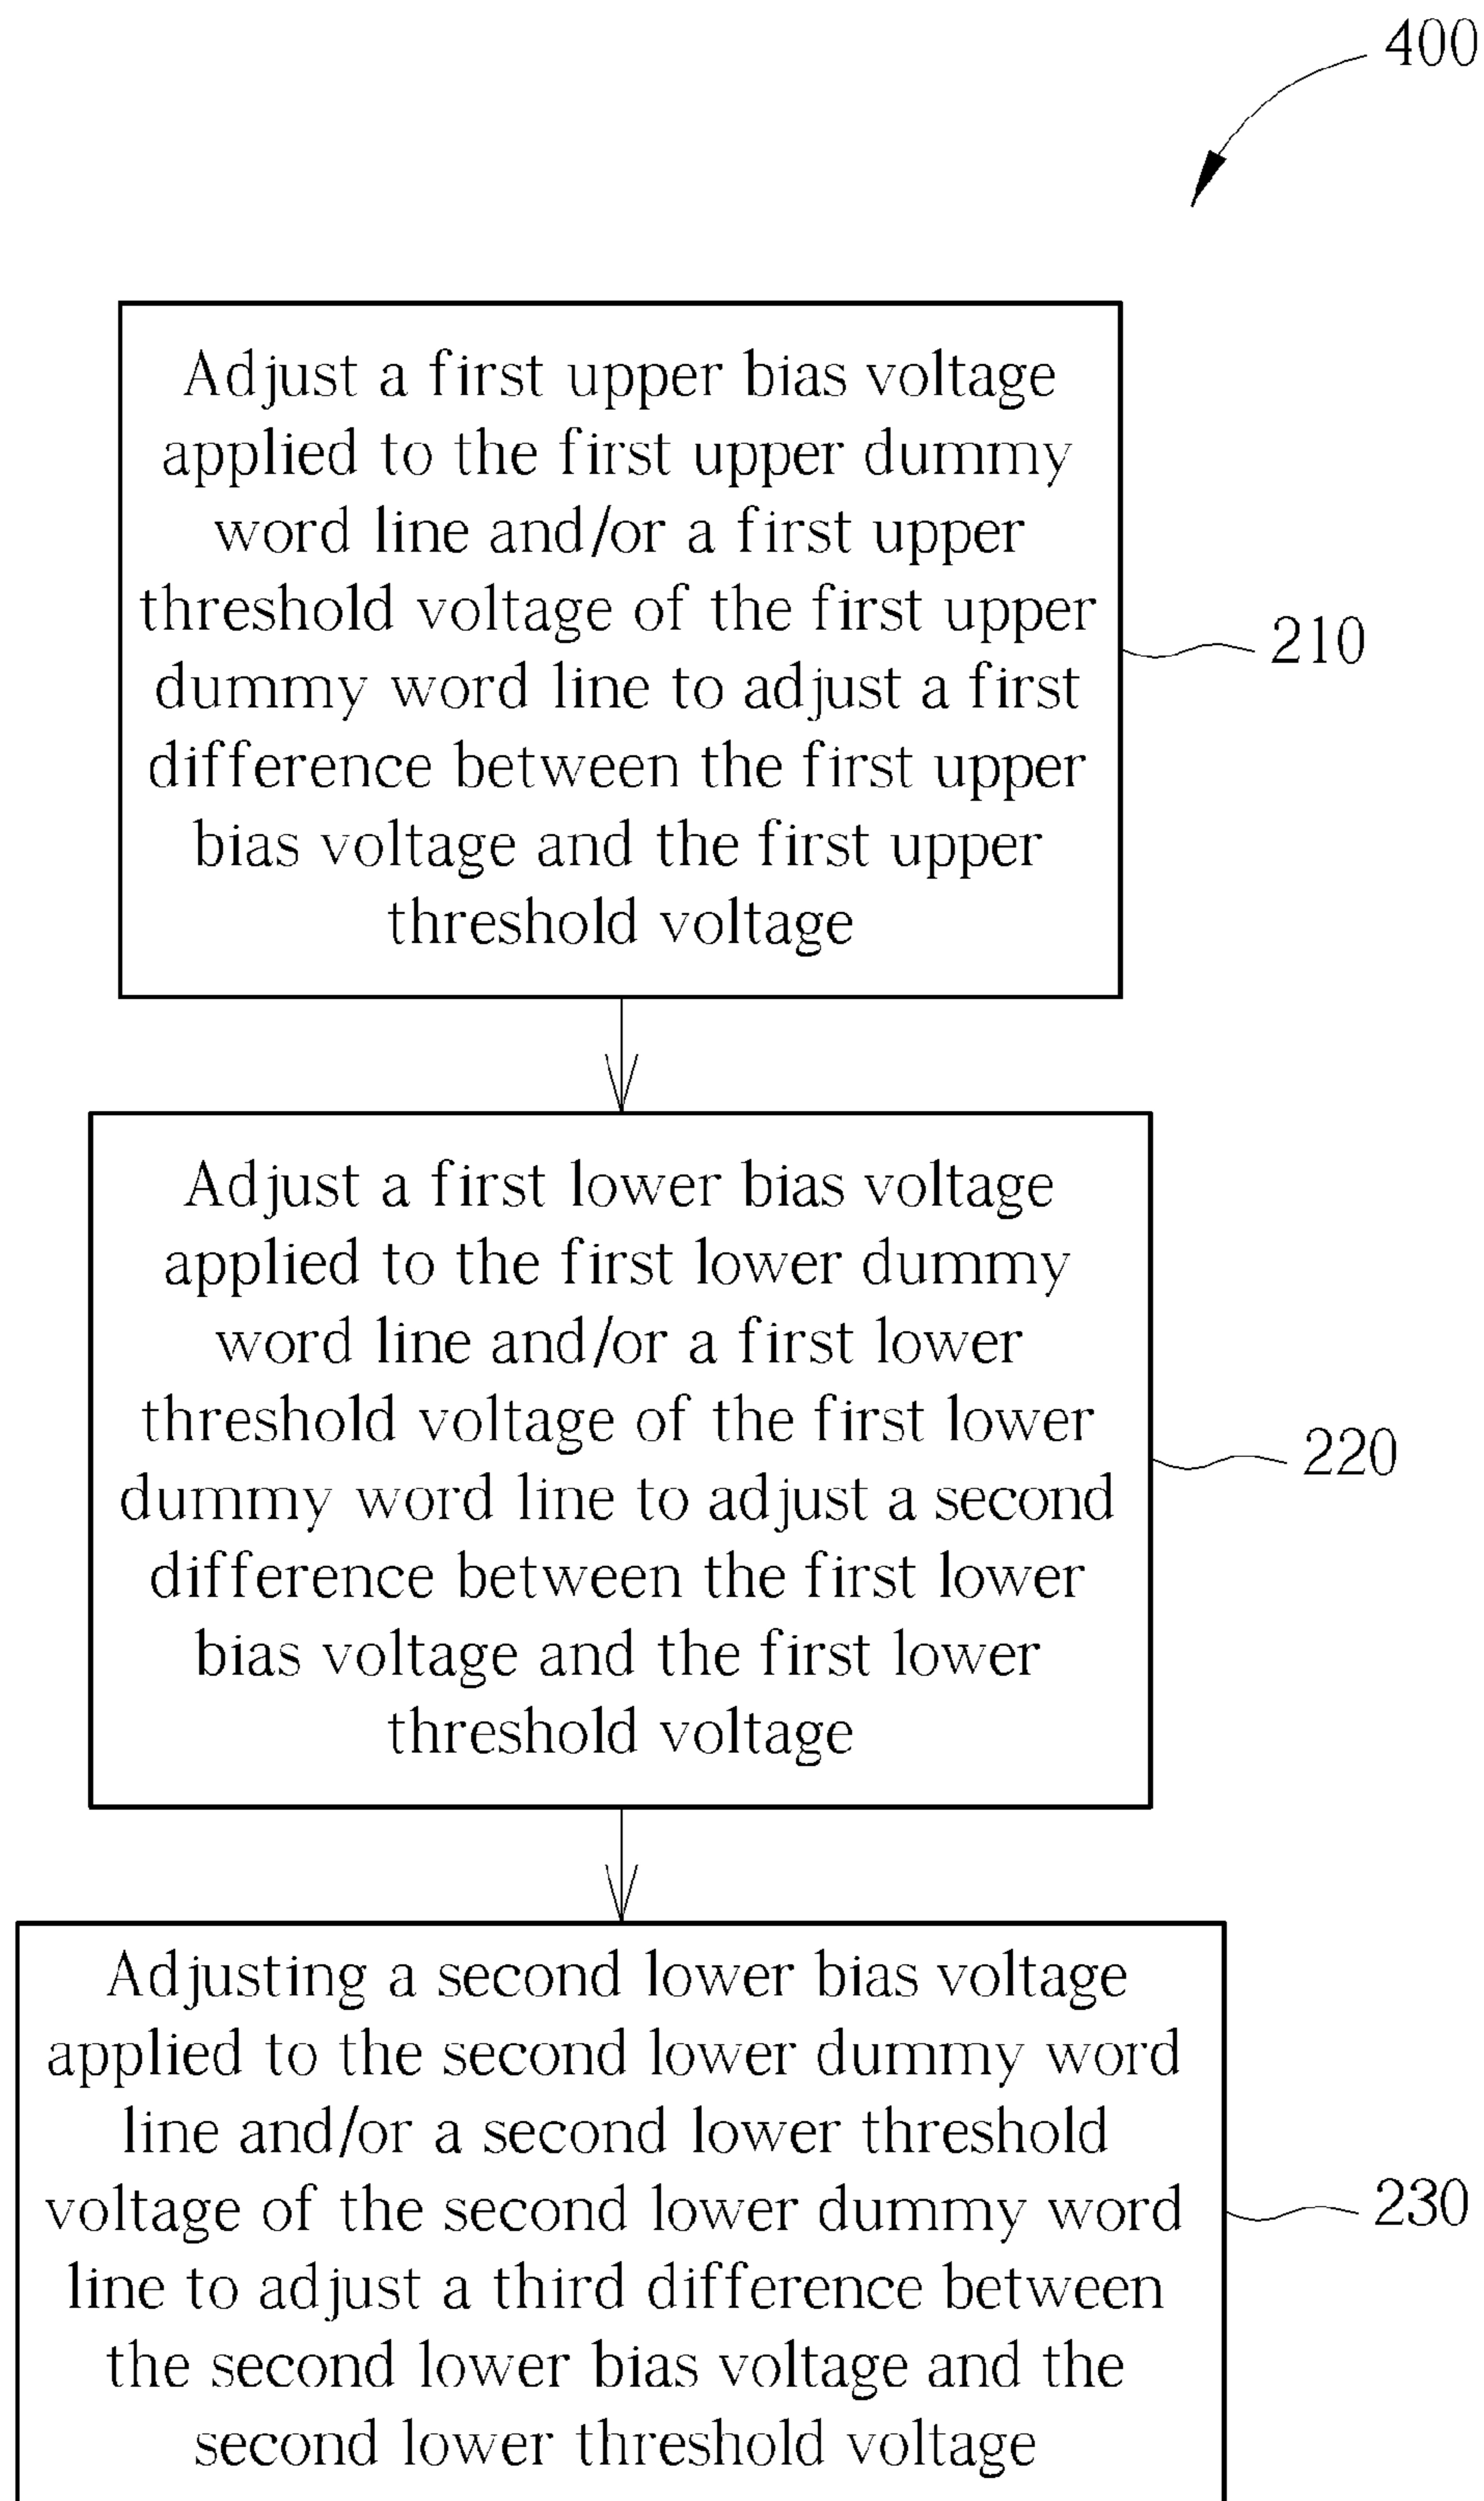 400
Adjust a first upper bias voltage
applied to the first upper dummy
word line and/or a first upper
threshold voltage of the first upper
dummy word line to adjust a first
difference between the first upper
bias voltage and the first upper
threshold voltage
210
Adjust a first lower bias voltage
applied to the first lower dummy
word line and/or a first lower
threshold voltage of the first lower
dummy word line to adjust a second
difference between the first lower
bias voltage and the first lower
threshold voltage
220
Adjusting a second lower bias voltage
applied to the second lower dummy word
line and/or a second lower threshold
voltage of the second lower dummy word
line to adjust a third difference between
the second lower bias voltage and the
second lower threshold voltage
230